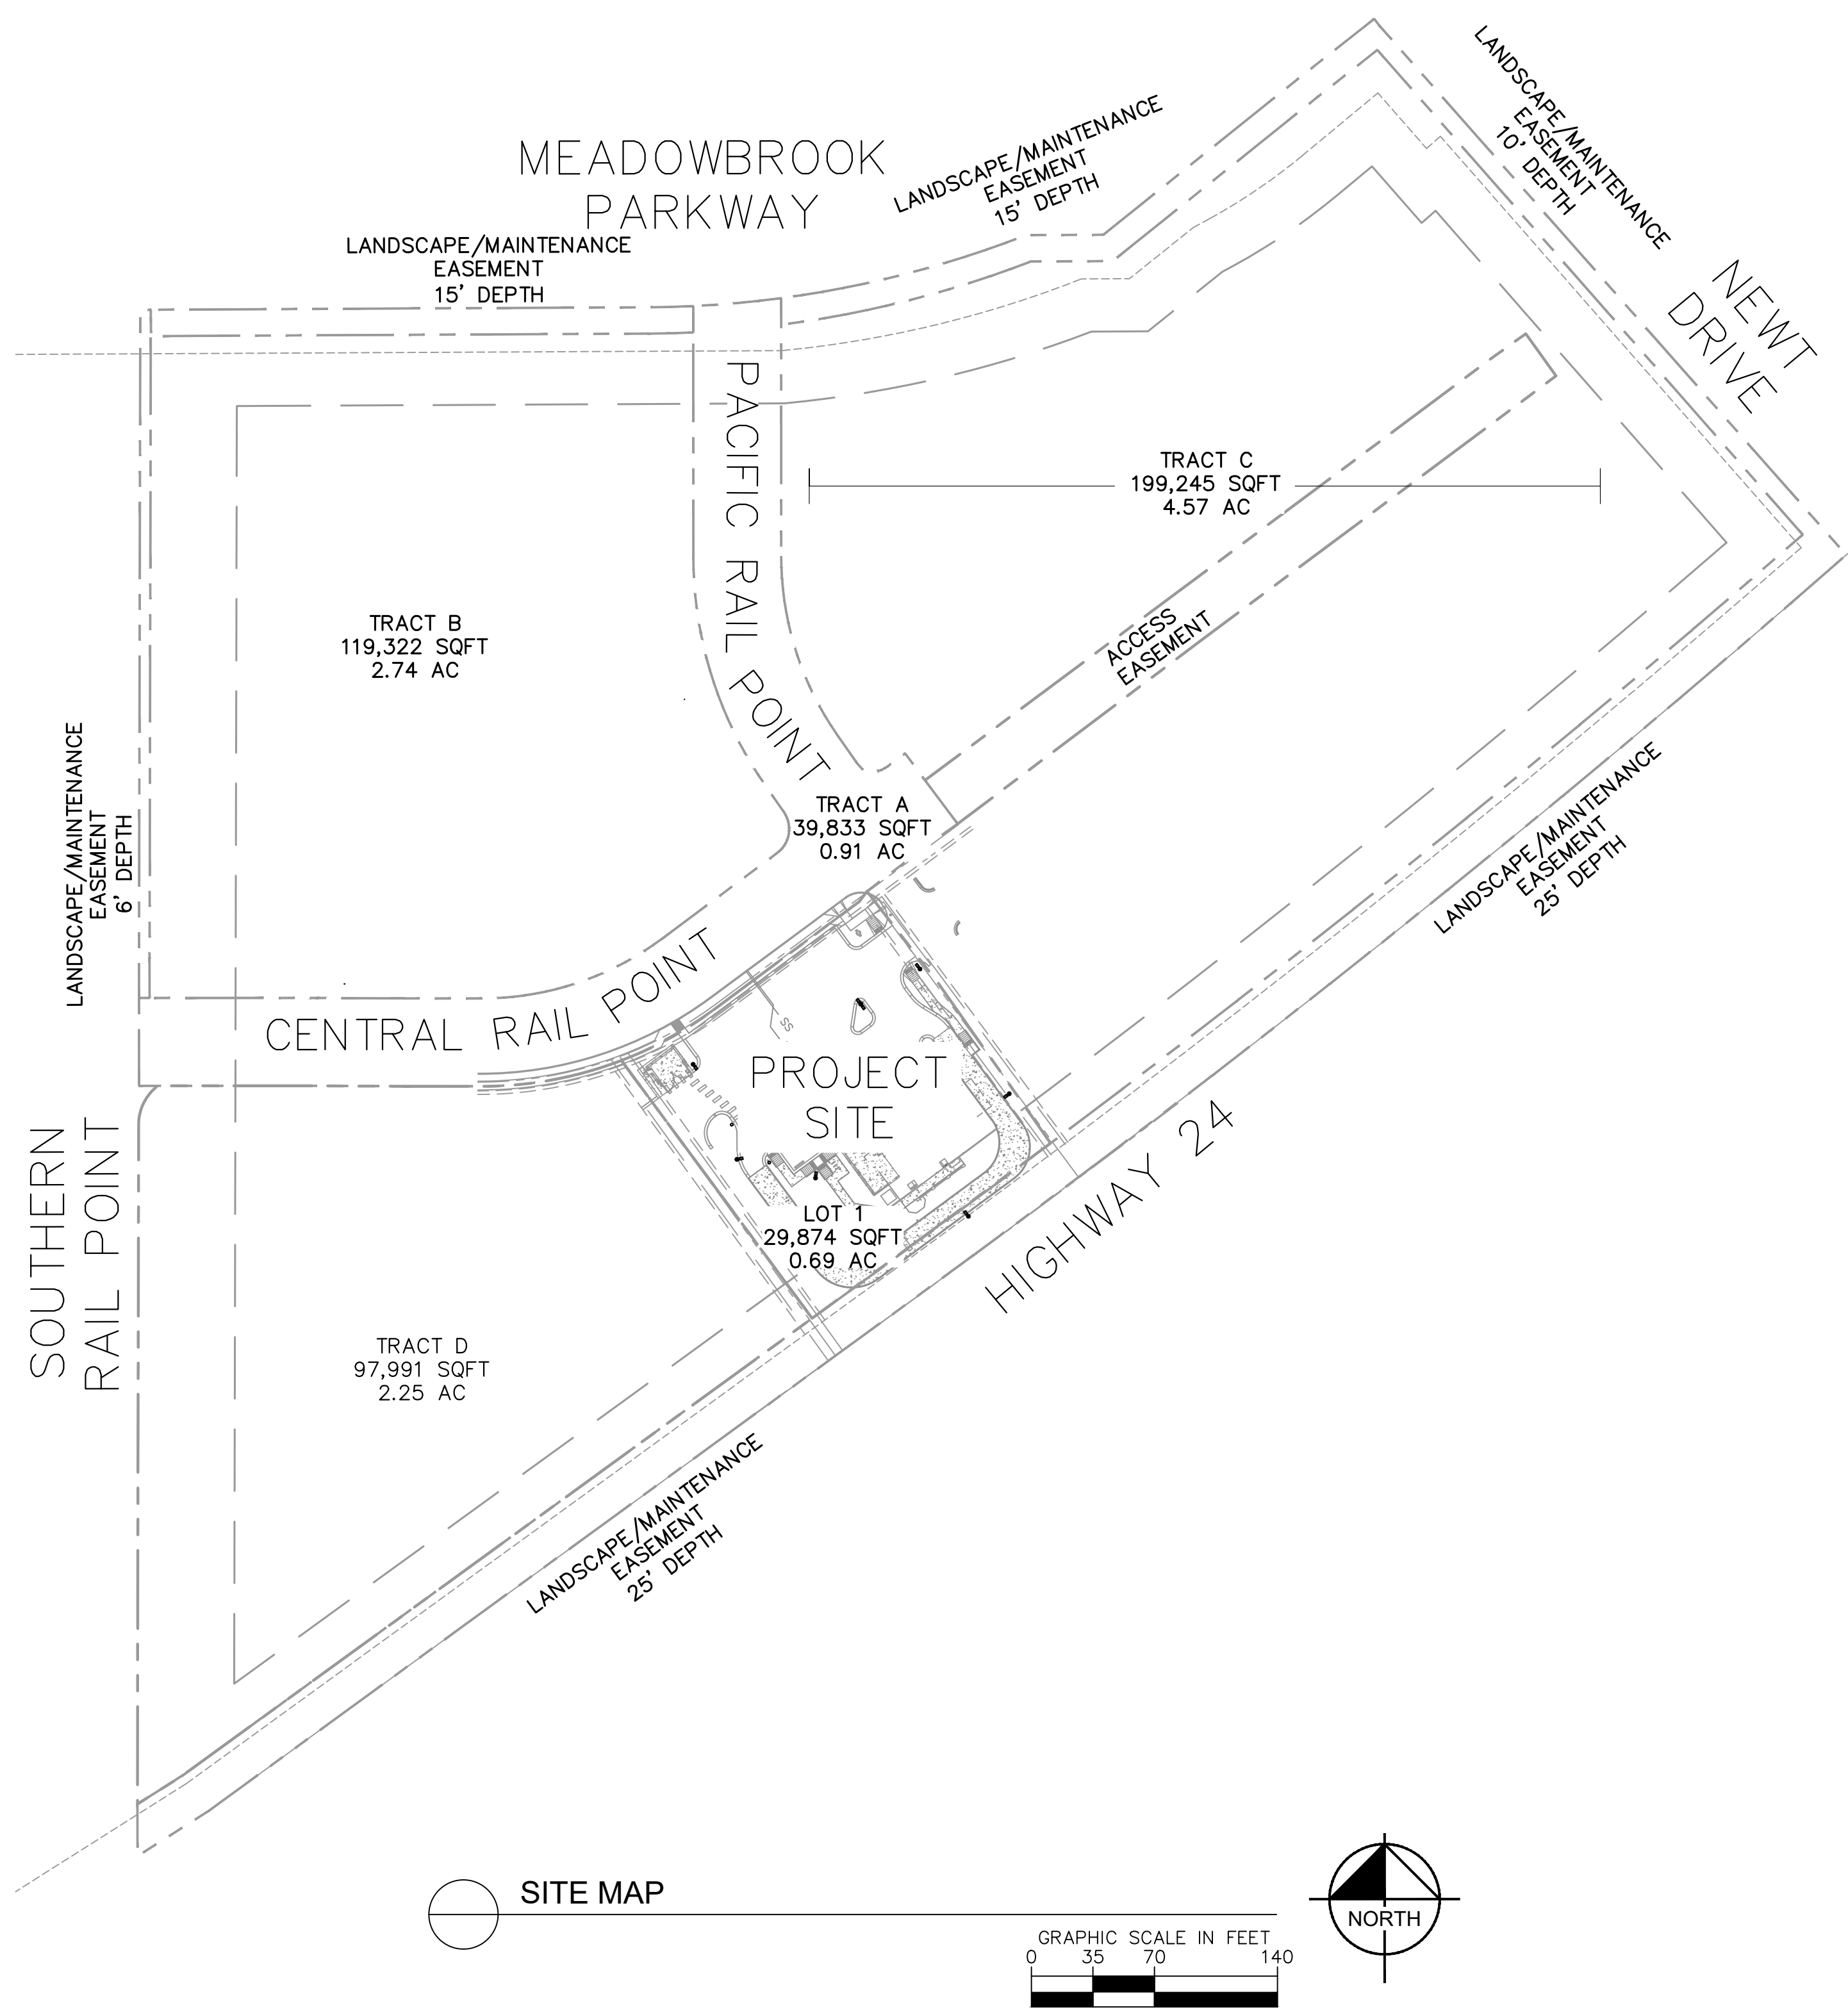 MEADOWBROOK
PARKWAY
LANDSCAPE/MAINTENANCE
EASEMENT
15' DEPTH
LANDSCAPE/MAINTENANCE
EASEMENT
15' DEPTH
LANDSCAPE/MAINTENANCE
EASEMENT
10' DEPTH
NEWT
DRIVE
PACIFIC RAIL POINT
TRACT C
199,245 SQFT
4.57 AC
TRACT B
119,322 SQFT
2.74 AC
ACCESS
EASEMENT
LANDSCAPE/MAINTENANCE
EASEMENT
6' DEPTH
TRACT A
39,833 SQFT
0.91 AC
LANDSCAPE/MAINTENANCE
EASEMENT
25' DEPTH
CENTRAL RAIL POINT
SS
PROJECT
SITE
LOT 1
29,874 SQFT
0.69 AC
HIGHWAY 24
SOUTHERN
RAIL POINT
TRACT D
97,991 SQFT
2.25 AC
LANDSCAPE/MAINTENANCE
EASEMENT
25' DEPTH
SITE MAP
NORTH
GRAPHIC SCALE IN FEET
0 35 70 140